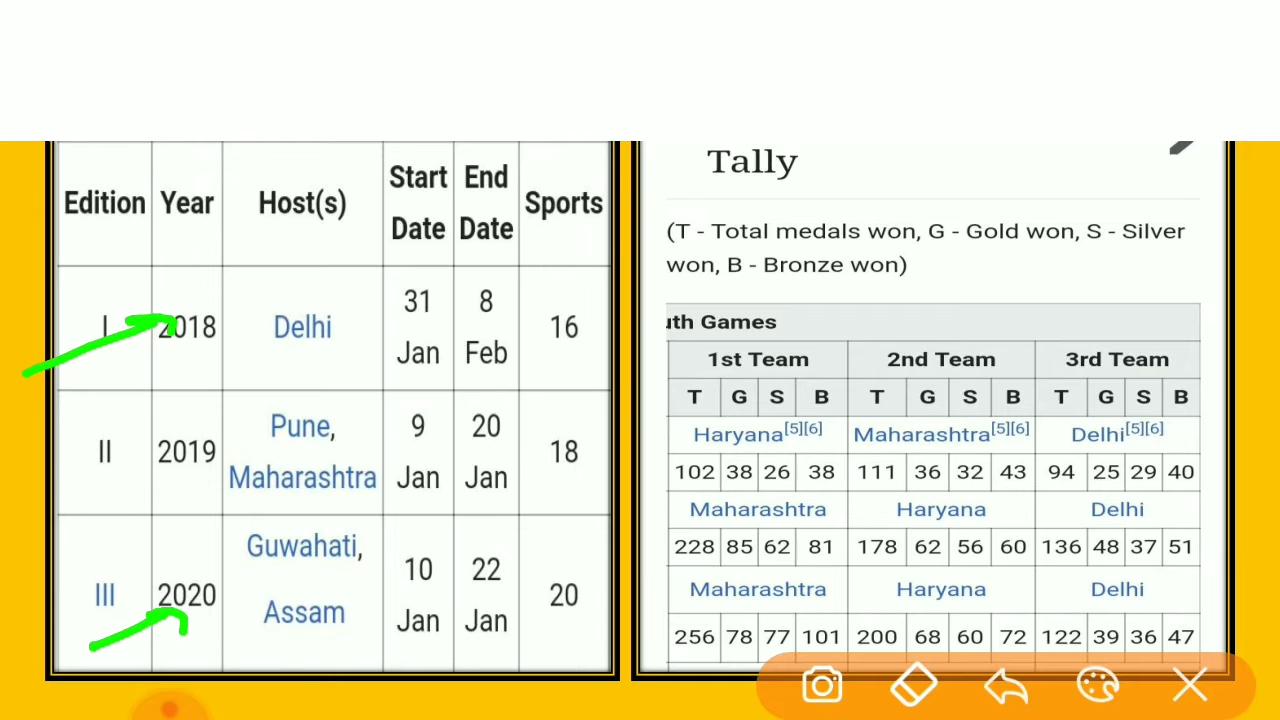 Edition Year Host(s) Start Date End Date Sports
I 2018 Delhi 31 Jan 8 Feb 16
II 2019 Pune, Maharashtra 9 Jan 20 Jan 18
III 2020 Guwahati, Assam 10 Jan 22 Jan 20
Tally
(T - Total medals won, G - Gold won, S - Silver
won, B - Bronze won)
uth Games
1st Team 2nd Team 3rd Team
T G S B T G S B T G S B
Haryana[5][6] Maharashtra[5][6] Delhi[5][6]
102 38 26 38 111 36 32 43 94 25 29 40
Maharashtra Haryana Delhi
228 85 62 81 178 62 56 60 136 48 37 51
Maharashtra Haryana Delhi
256 78 77 101 200 68 60 72 122 39 36 47